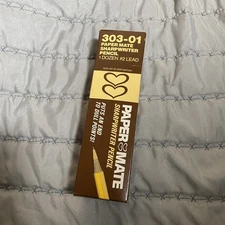 303-01
PAPER MATE
SHARPWRITER
PENCIL
1 DOZEN #2 LEAD
PAPER MATE
SHARPWRITER PENCIL
PUTS AN END
TO DULL POINTS!